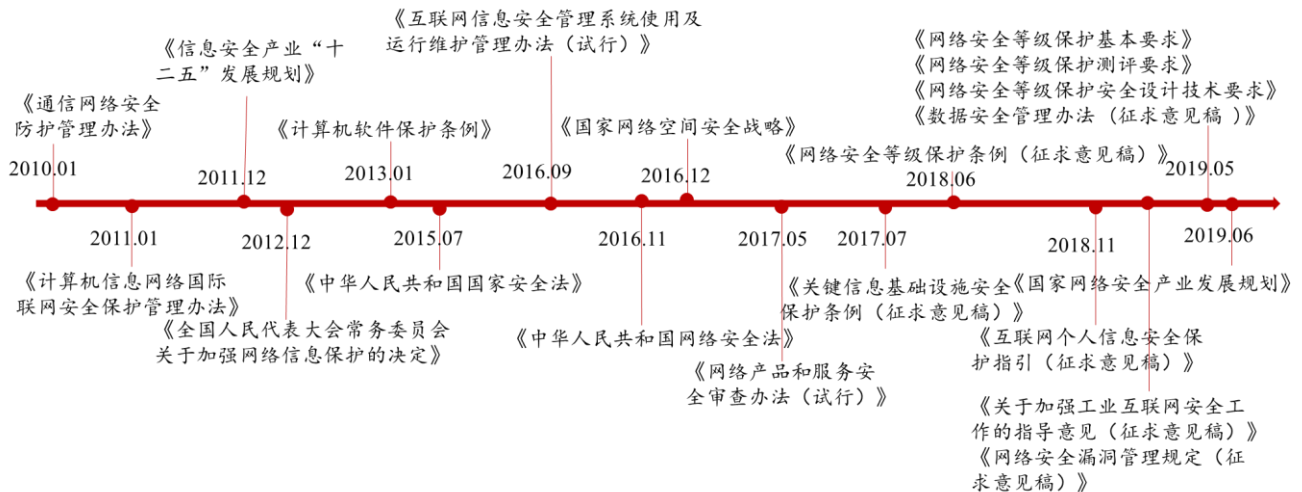 《互联网信息安全管理系统使用及
运行维护管理办法（试行）》
《信息安全产业“十
二五”发展规划》
《网络安全等级保护基本要求》
《网络安全等级保护测评要求》
《网络安全等级保护安全设计技术要求》
《数据安全管理办法（征求意见稿 ）》
《通信网络安全
防护管理办法》
《计算机软件保护条例》
《国家网络空间安全战略》
《网络安全等级保护条例（征求意见稿）》
2010.01
2011.12
2013.01
2016.09
2016.12
2018.06
2019.05
2011.01
2012.12
2015.07
2016.11
2017.05
2017.07
2018.11
2019.06
《计算机信息网络国际
联网安全保护管理办法》
《中华人民共和国国家安全法》
《关键信息基础设施安全
保护条例（征求意见稿）》
《国家网络安全产业发展规划》
《全国人民代表大会常务委员会
关于加强网络信息保护的决定》
《中华人民共和国网络安全法》
《互联网个人信息安全保
护指引（征求意见稿）》
《网络产品和服务安
全审查办法（试行）》
《关于加强工业互联网安全工
作的指导意见（征求意见稿）》
《网络安全漏洞管理规定（征
求意见稿）》